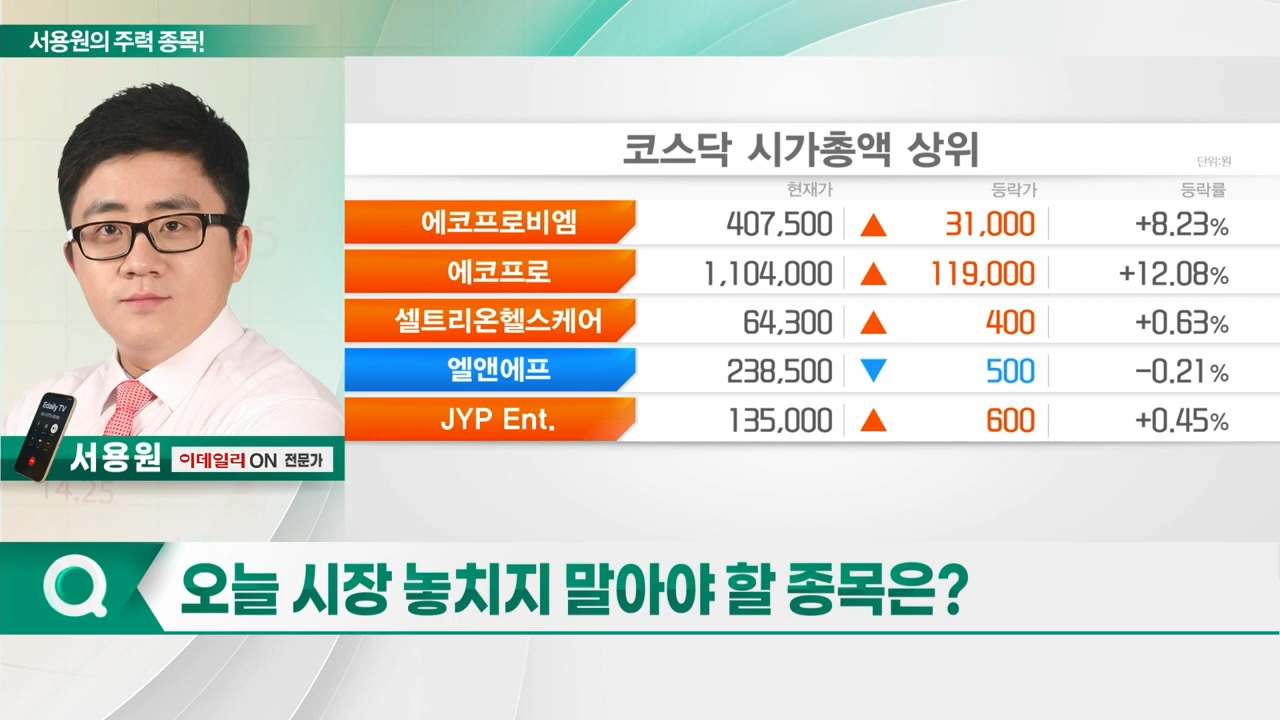 서용원의 주력 종목!
코스닥 시가총액 상위
단위:원
현재가 등락가 등락률
에코프로비엠 407,500 ▲ 31,000 +8.23%
에코프로 1,104,000 ▲ 119,000 +12.08%
셀트리온헬스케어 64,300 ▲ 400 +0.63%
엘앤에프 238,500 ▼ 500 -0.21%
JYP Ent. 135,000 ▲ 600 +0.45%
Edaily TV
서용원 이데일리 ON 전문가
14.25
Q 오늘 시장 놓치지 말아야 할 종목은?